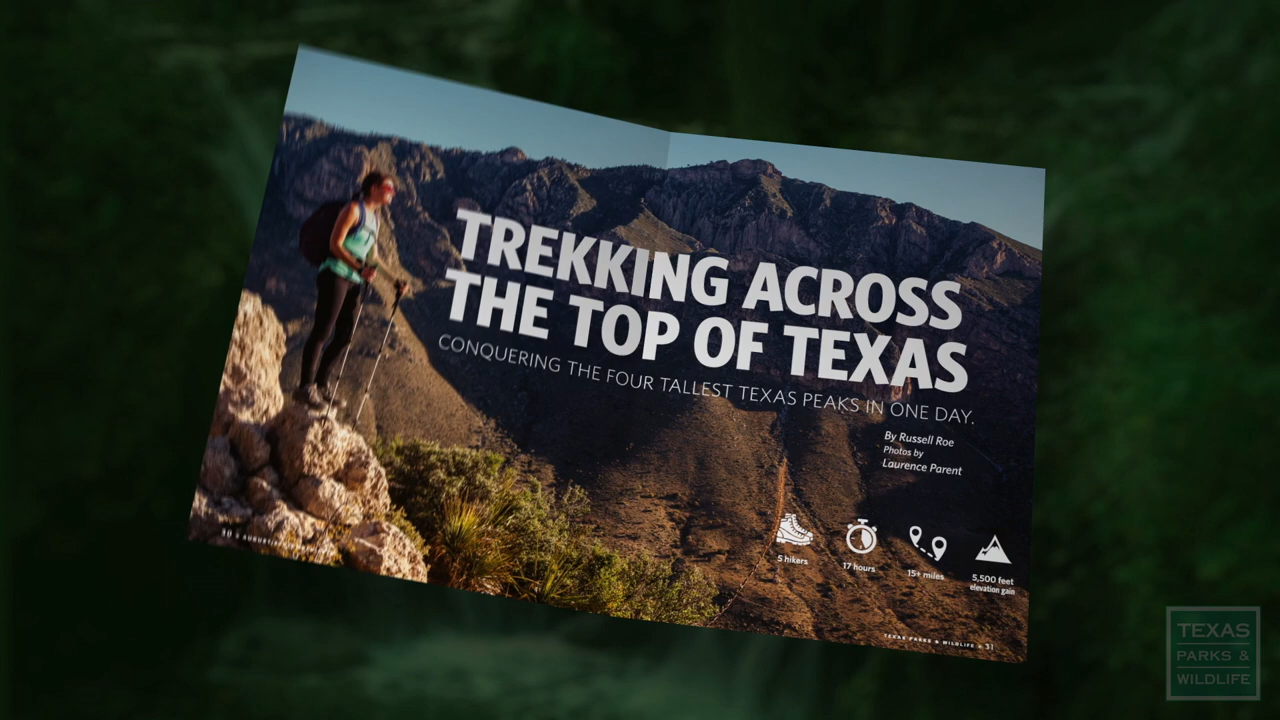 TREKKING ACROSS
THE TOP OF TEXAS
CONQUERING THE FOUR TALLEST TEXAS PEAKS IN ONE DAY.
By Russell Roe
Photos by
Laurence Parent
5 hikers
17 hours
15+ miles
5,500 feet
elevation gain
TEXAS PARKS & WILDLIFE 31
TEXAS
PARKS &
WILDLIFE